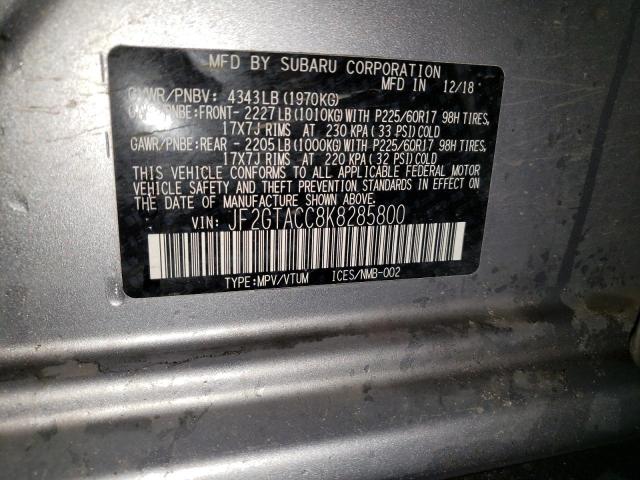 MFD BY SUBARU CORPORATION
MFD IN 12/18
GVWR/PNBV: 4343LB(1970KG)
GAWR/PNBE:FRONT- 2227LB(1010KG)WITH P225/60R17 98H TIRES,
17X7J RIMS AT 230 KPA(33 PSI)COLD
GAWR/PNBE:REAR - 2205LB(1000KG)WITH P225/60R17 98H TIRES,
17X7J RIMS AT 220 KPA(32 PSI)COLD
THIS VEHICLE CONFORMS TO ALL APPLICABLE FEDERAL MOTOR
VEHICLE SAFETY AND THEFT PREVENTION STANDARDS IN EFFECT ON
THE DATE OF MANUFACTURE SHOWN ABOVE.
VIN: JF2GTACC8K8285800
TYPE:MPV/VTUM ICES/NMB-002